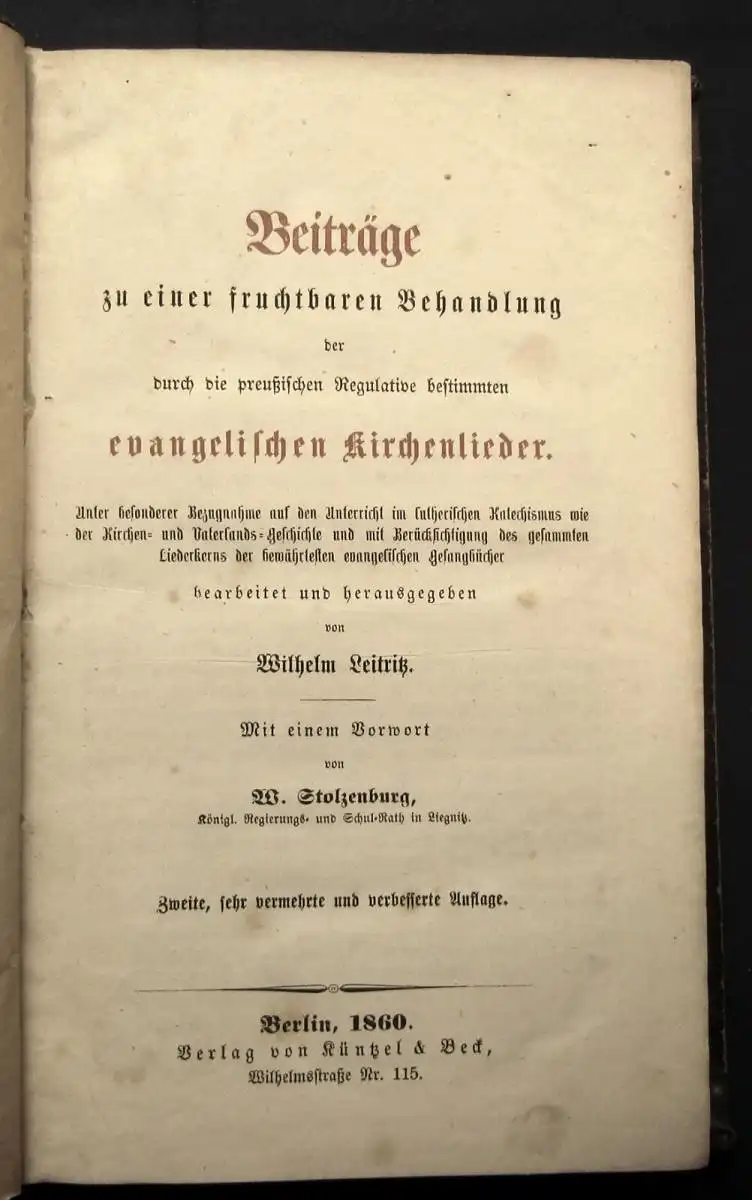 Beiträge
zu einer fruchtbaren Behandlung
der
durch die preußischen Regulative bestimmten
evangelischen Kirchenlieder.
Unter besonderer Bezugnahme auf den Unterricht im lutherischen Katechismus wie
der Kirchen- und Vaterlands-Geschichte und mit Berücksichtigung des gesammten
Liederkerns der bewährtesten evangelischen Gesangbücher
bearbeitet und herausgegeben
von
Wilhelm Leitritz.
Mit einem Vorwort
von
W. Stolzenburg,
Königl. Regierungs- und Schul-Rath in Liegnitz.
Zweite, sehr vermehrte und verbesserte Auflage.
Berlin, 1860.
Verlag von Küntzel & Beck,
Wilhelmsstraße Nr. 115.